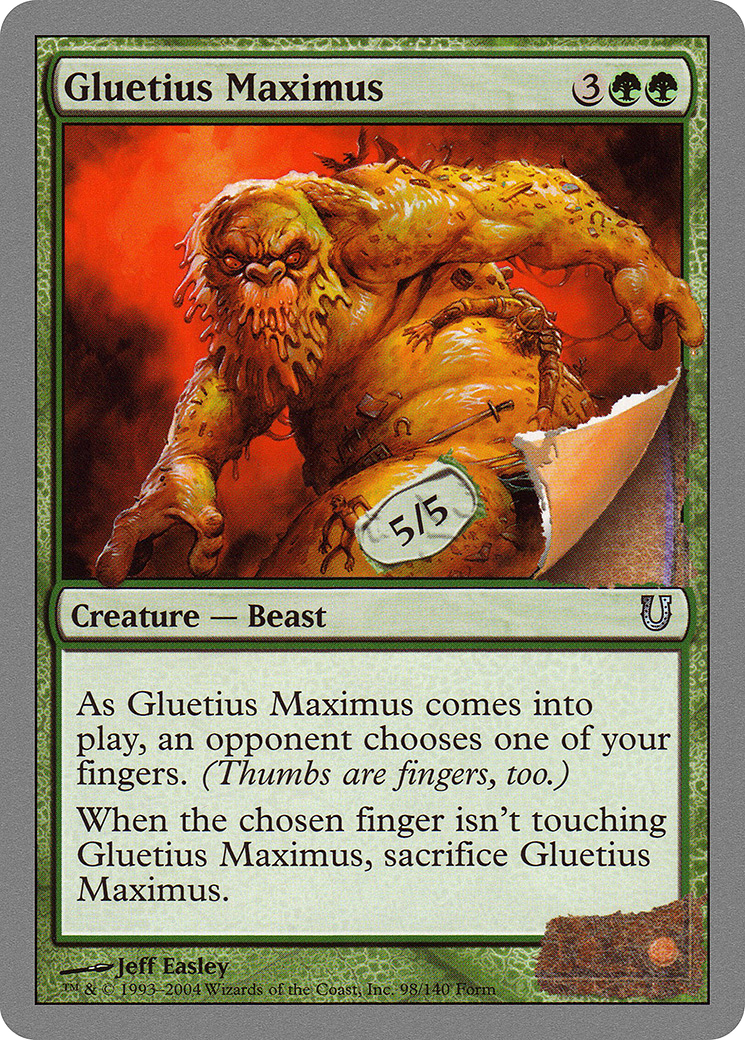 Gluetius Maximus 3
5/5
Creature — Beast
As Gluetius Maximus comes into
play, an opponent chooses one of your
fingers. (Thumbs are fingers, too.)
When the chosen finger isn't touching
Gluetius Maximus, sacrifice Gluetius
Maximus.
Jeff Easley
™ & © 1993–2004 Wizards of the Coast, Inc. 98/140 Form